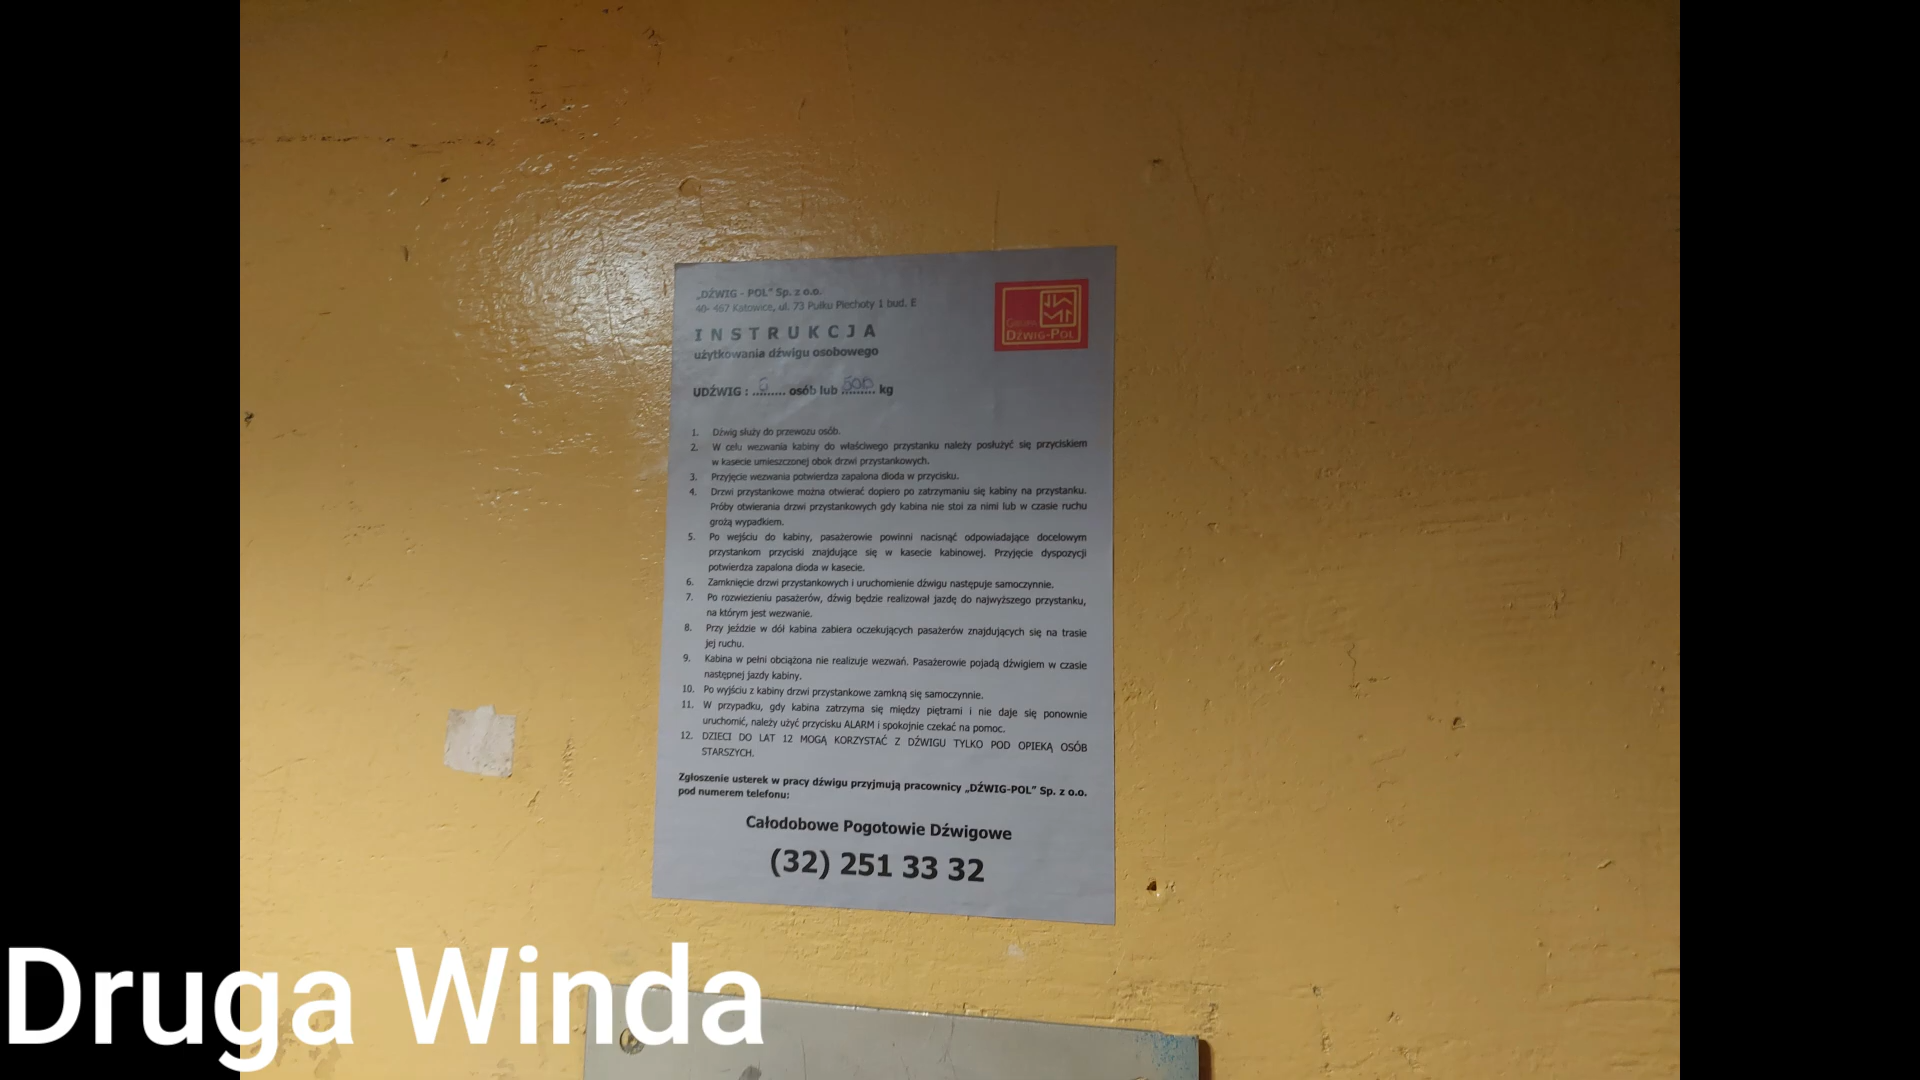 „DŹWIG - POL" Sp. z o.o.
40- 467 Katowice, ul. 73 Pułku Piechoty 1 bud. E
INSTRUKCJA
użytkowania dźwigu osobowego
GRUPA
DŹWIG-POL
UDŹWIG : ......... osób lub 500 kg
1. Dźwig służy do przewozu osób.
2. W celu wezwania kabiny do właściwego przystanku należy posłużyć się przyciskiem
w kasecie umieszczonej obok drzwi przystankowych.
3. Przyjęcie wezwania potwierdza zapalona dioda w przycisku.
4. Drzwi przystankowe można otwierać dopiero po zatrzymaniu się kabiny na przystanku.
Próby otwierania drzwi przystankowych gdy kabina nie stoi za nimi lub w czasie ruchu
grożą wypadkiem.
5. Po wejściu do kabiny, pasażerowie powinni nacisnąć odpowiadające docelowym
przystankom przyciski znajdujące się w kasecie kabinowej. Przyjęcie dyspozycji
potwierdza zapalona dioda w kasecie.
6. Zamknięcie drzwi przystankowych i uruchomienie dźwigu następuje samoczynnie.
7. Po rozwiezieniu pasażerów, dźwig będzie realizował jazdę do najwyższego przystanku,
na którym jest wezwanie.
8. Przy jeździe w dół kabina zabiera oczekujących pasażerów znajdujących się na trasie
jej ruchu.
9. Kabina w pełni obciążona nie realizuje wezwań. Pasażerowie pojadą dźwigiem w czasie
następnej jazdy kabiny.
10. Po wyjściu z kabiny drzwi przystankowe zamkną się samoczynnie.
11. W przypadku, gdy kabina zatrzyma się między piętrami i nie daje się ponownie
uruchomić, należy użyć przycisku ALARM i spokojnie czekać na pomoc.
12. DZIECI DO LAT 12 MOGĄ KORZYSTAĆ Z DŹWIGU TYLKO POD OPIEKĄ OSÓB
STARSZYCH.
Zgłoszenie usterek w pracy dźwigu przyjmują pracownicy „DŹWIG-POL" Sp. z o.o.
pod numerem telefonu:
Całodobowe Pogotowie Dźwigowe
(32) 251 33 32
Druga Winda